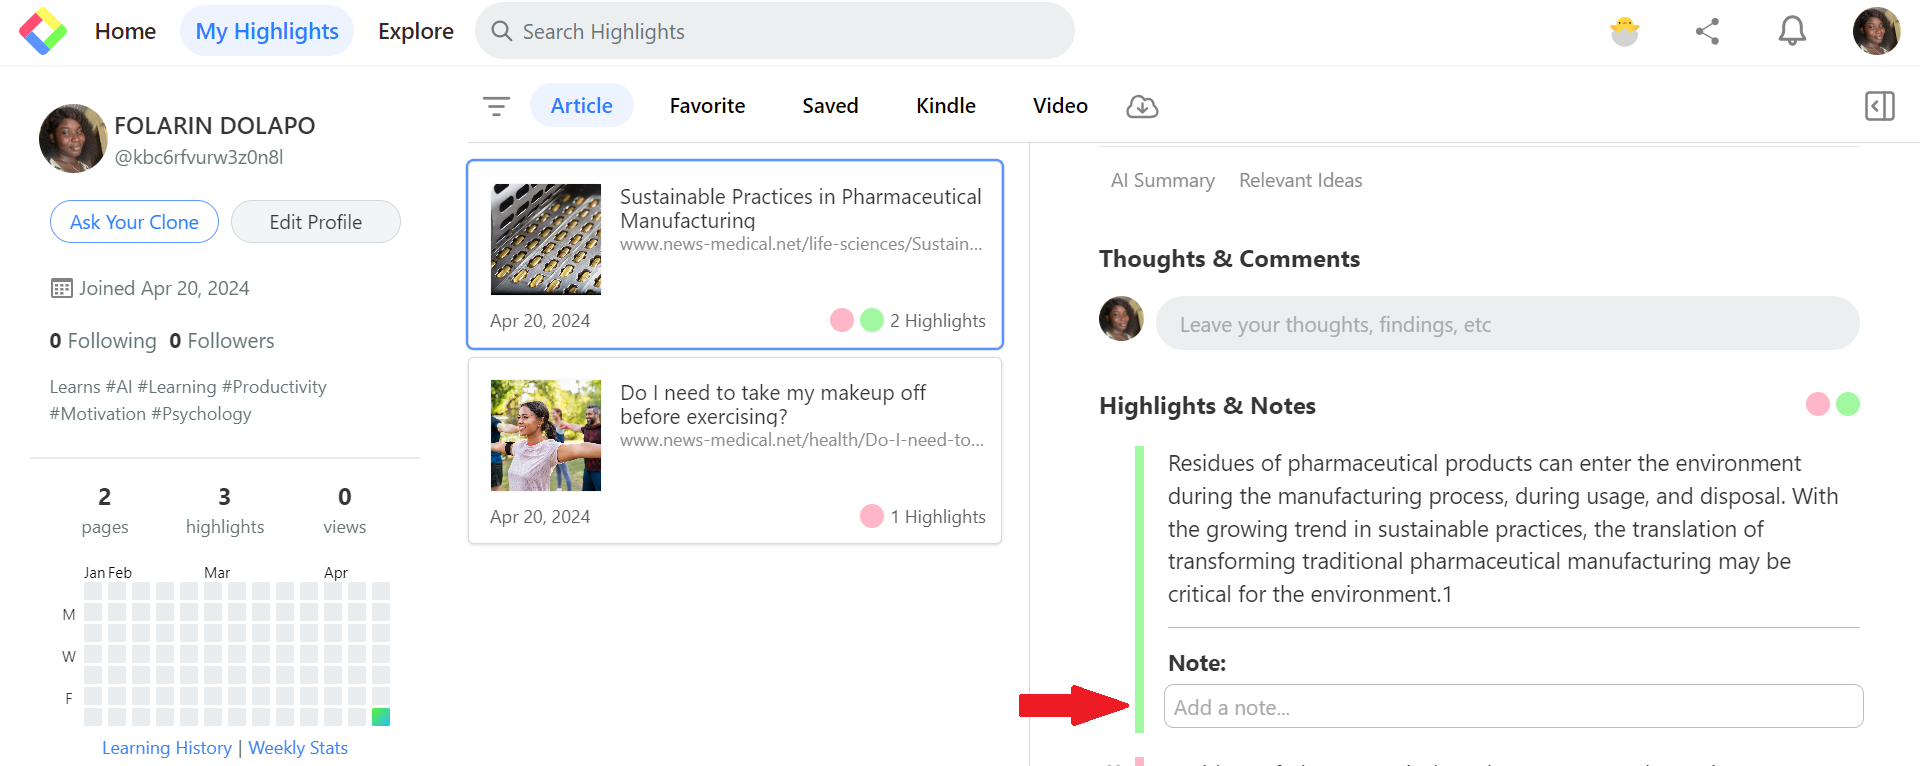 Home
My Highlights
Explore
Search Highlights
FOLARIN DOLAPO
@kbc6rfvurw3z0n8l
Ask Your Clone
Edit Profile
Joined Apr 20, 2024
0 Following 0 Followers
Learns #AI #Learning #Productivity
#Motivation #Psychology
2
pages
3
highlights
0
views
Jan Feb Mar Apr
M
W
F
Learning History | Weekly Stats
Article
Favorite
Saved
Kindle
Video
Sustainable Practices in Pharmaceutical
Manufacturing
www.news-medical.net/life-sciences/Sustain...
Apr 20, 2024
2 Highlights
Do I need to take my makeup off
before exercising?
www.news-medical.net/health/Do-I-need-to...
Apr 20, 2024
1 Highlights
AI Summary
Relevant Ideas
Thoughts & Comments
Leave your thoughts, findings, etc
Highlights & Notes
Residues of pharmaceutical products can enter the environment
during the manufacturing process, during usage, and disposal. With
the growing trend in sustainable practices, the translation of
transforming traditional pharmaceutical manufacturing may be
critical for the environment.1
Note:
Add a note...